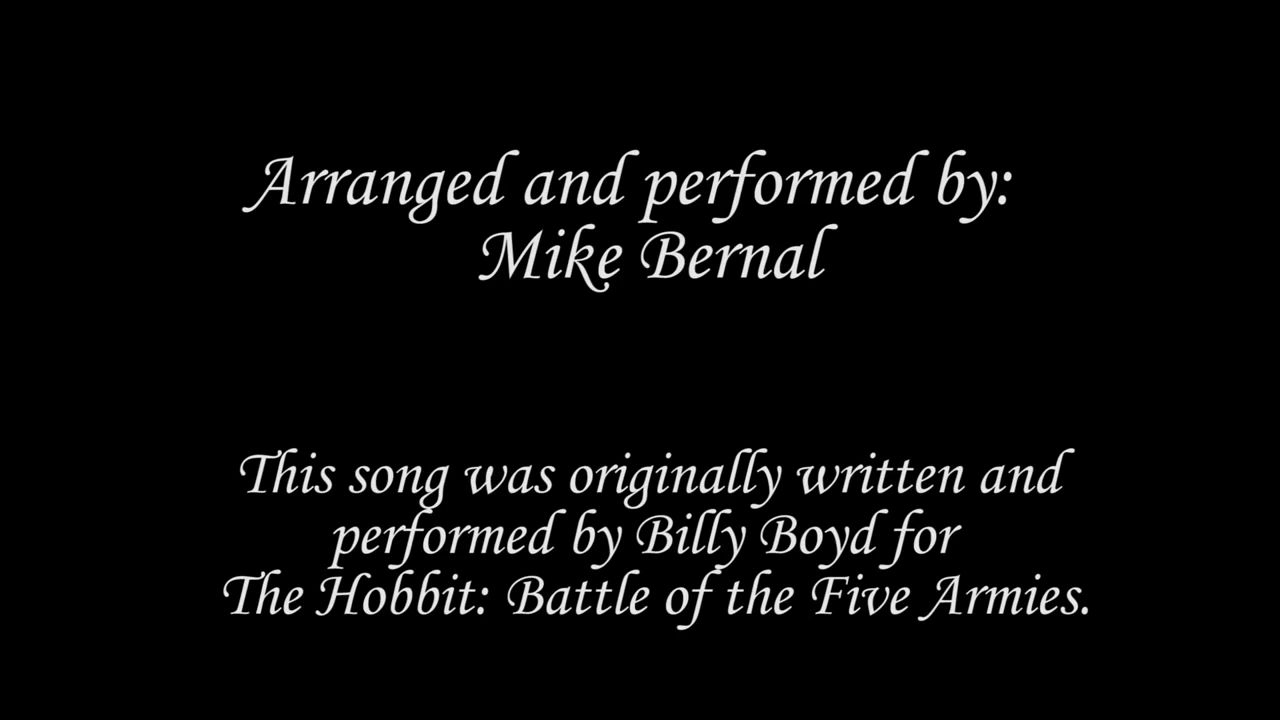 Arranged and performed by:
Mike Bernal
This song was originally written and
performed by Billy Boyd for
The Hobbit: Battle of the Five Armies.